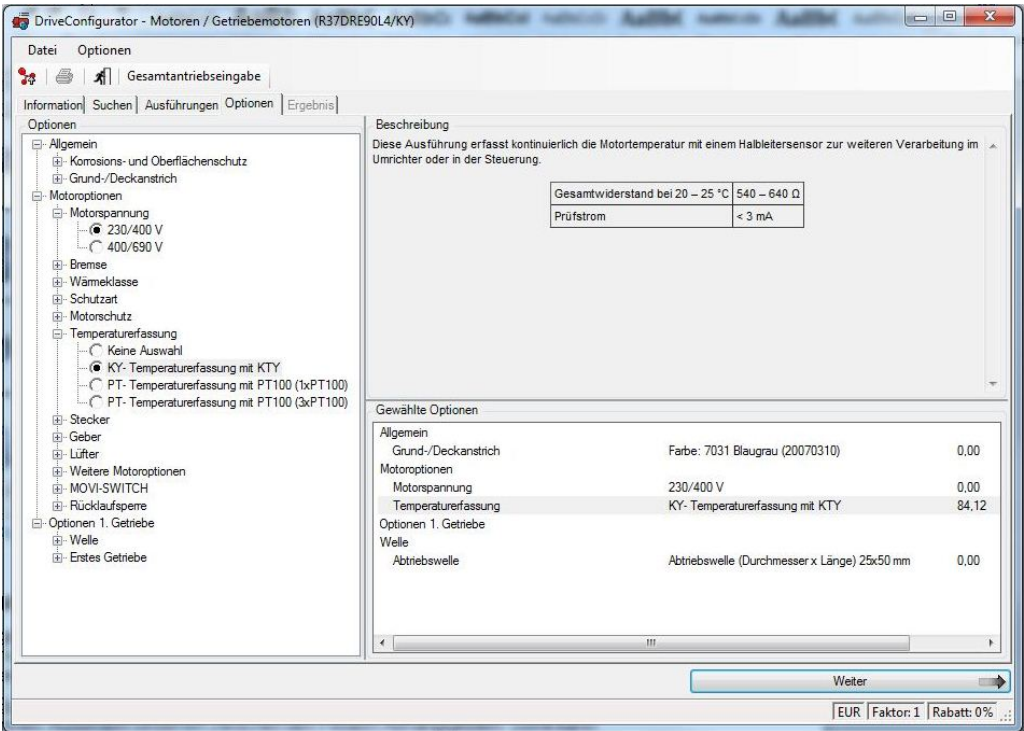 DriveConfigurator - Motoren / Getriebemotoren (R37DRE90L4/KY)
Datei Optionen
Gesamtantriebseingabe
Information Suchen Ausführungen Optionen Ergebnis
Optionen
Allgemein
Korrosions- und Oberflächenschutz
Grund-/Deckanstrich
Motoroptionen
Motorspannung
230/400 V
400/690 V
Bremse
Wärmeklasse
Schutzart
Motorschutz
Temperaturerfassung
Keine Auswahl
KY- Temperaturerfassung mit KTY
PT- Temperaturerfassung mit PT100 (1xPT100)
PT- Temperaturerfassung mit PT100 (3xPT100)
Stecker
Geber
Lüfter
Weitere Motoroptionen
MOVI-SWITCH
Rücklaufsperre
Optionen 1. Getriebe
Welle
Erstes Getriebe
Beschreibung
Diese Ausführung erfasst kontinuierlich die Motortemperatur mit einem Halbleitersensor zur weiteren Verarbeitung im
Umrichter oder in der Steuerung.
Gesamtwiderstand bei 20 – 25 °C 540 – 640 Ω
Prüfstrom < 3 mA
Gewählte Optionen
Allgemein
Grund-/Deckanstrich Farbe: 7031 Blaugrau (20070310) 0,00
Motoroptionen
Motorspannung 230/400 V 0,00
Temperaturerfassung KY- Temperaturerfassung mit KTY 84,12
Optionen 1. Getriebe
Welle
Abtriebswelle Abtriebswelle (Durchmesser x Länge) 25x50 mm 0,00
Weiter
EUR Faktor: 1 Rabatt: 0%